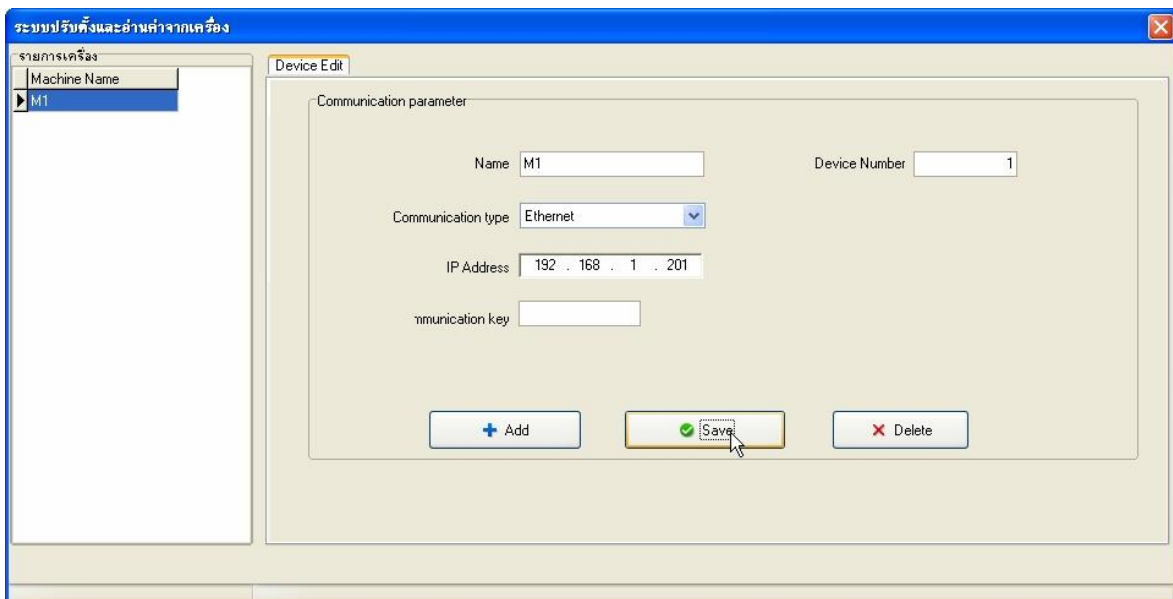 ระบบปรับตั้งและอ่านค่าจากเครื่อง
รายการเครื่อง
Machine Name
M1
Device Edit
Communication parameter
Name M1 Device Number 1
Communication type Ethernet
IP Address 192 . 168 . 1 . 201
mmunication key
Add Save Delete